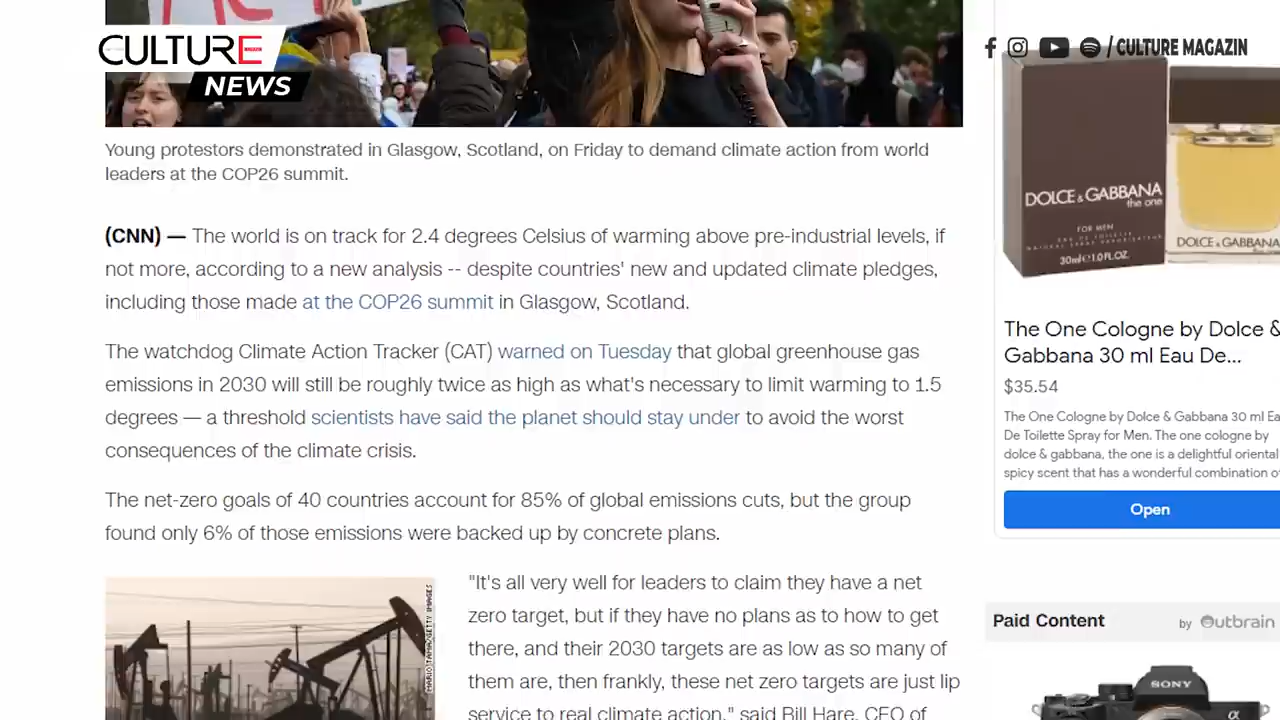 CULTURE
NEWS
/ CULTURE MAGAZIN
Young protestors demonstrated in Glasgow, Scotland, on Friday to demand climate action from world
leaders at the COP26 summit.
(CNN) — The world is on track for 2.4 degrees Celsius of warming above pre-industrial levels, if
not more, according to a new analysis -- despite countries' new and updated climate pledges,
including those made at the COP26 summit in Glasgow, Scotland.
The watchdog Climate Action Tracker (CAT) warned on Tuesday that global greenhouse gas
emissions in 2030 will still be roughly twice as high as what's necessary to limit warming to 1.5
degrees — a threshold scientists have said the planet should stay under to avoid the worst
consequences of the climate crisis.
The net-zero goals of 40 countries account for 85% of global emissions cuts, but the group
found only 6% of those emissions were backed up by concrete plans.
MARIO TAMA/GETTY IMAGES
"It's all very well for leaders to claim they have a net
zero target, but if they have no plans as to how to get
there, and their 2030 targets are as low as so many of
them are, then frankly, these net zero targets are just lip
service to real climate action," said Bill Hare, CEO of
DOLCE & GABBANA
the one
FOR MEN
30ml e 1.0 FL.OZ.
DOLCE & GABBANA
The One Cologne by Dolce &
Gabbana 30 ml Eau De...
$35.54
The One Cologne by Dolce & Gabbana 30 ml Ea
De Toilette Spray for Men. The one cologne by
dolce & gabbana, the one is a delightful oriental
spicy scent that has a wonderful combination of
Open
Paid Content
by Outbrain
SONY
α